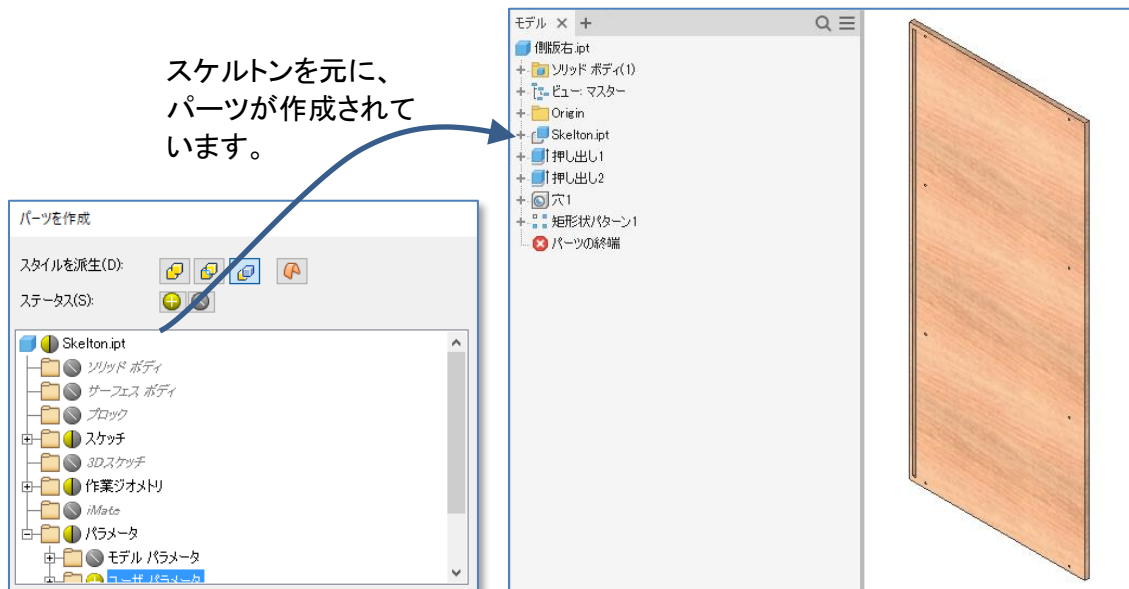 スケルトンを元に、
パーツが作成されて
います。
パーツを作成
スタイルを派生(D):
ステータス(S):
Skelton.ipt
ソリッド ボディ
サーフェス ボディ
ブロック
スケッチ
3Dスケッチ
作業ジオメトリ
iMate
パラメータ
モデル パラメータ
ユーザ パラメータ
モデル × +
側版右.ipt
ソリッド ボディ(1)
ビュー: マスター
Origin
Skelton.ipt
押し出し1
押し出し2
穴1
矩形状パターン1
パーツの終端